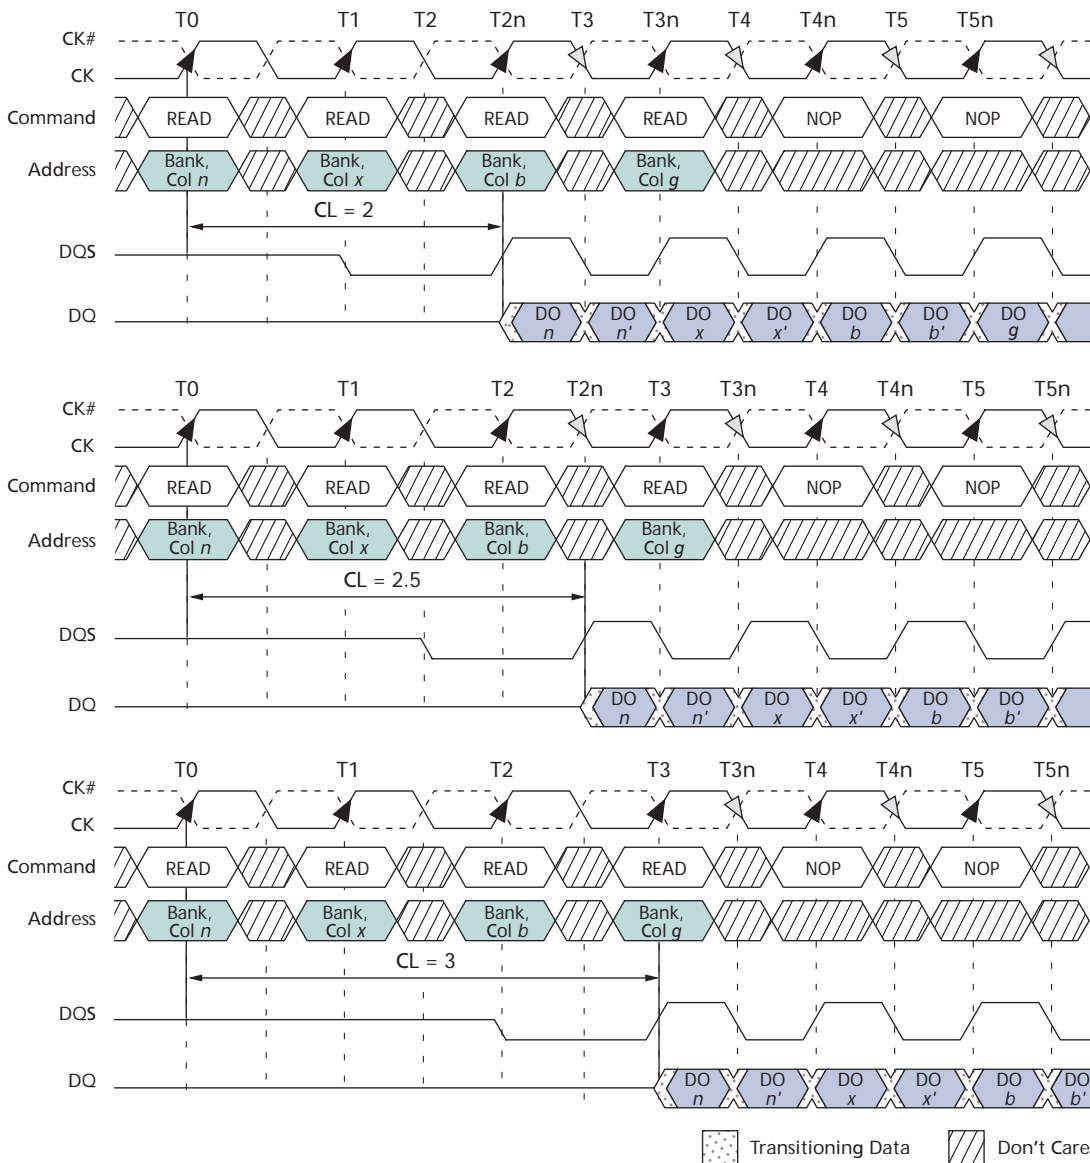 T0 T1 T2 T2n T3 T3n T4 T4n T5 T5n
CK#
CK
Command READ READ READ READ NOP NOP
Address Bank, Col n Bank, Col x Bank, Col b Bank, Col g
CL = 2
DQS
DQ DO n DO n' DO x DO x' DO b DO b' DO g
T0 T1 T2 T2n T3 T3n T4 T4n T5 T5n
CK#
CK
Command READ READ READ READ NOP NOP
Address Bank, Col n Bank, Col x Bank, Col b Bank, Col g
CL = 2.5
DQS
DQ DO n DO n' DO x DO x' DO b DO b'
T0 T1 T2 T3 T3n T4 T4n T5 T5n
CK#
CK
Command READ READ READ READ NOP NOP
Address Bank, Col n Bank, Col x Bank, Col b Bank, Col g
CL = 3
DQS
DQ DO n DO n' DO x DO x' DO b DO b'
Transitioning Data Don't Care